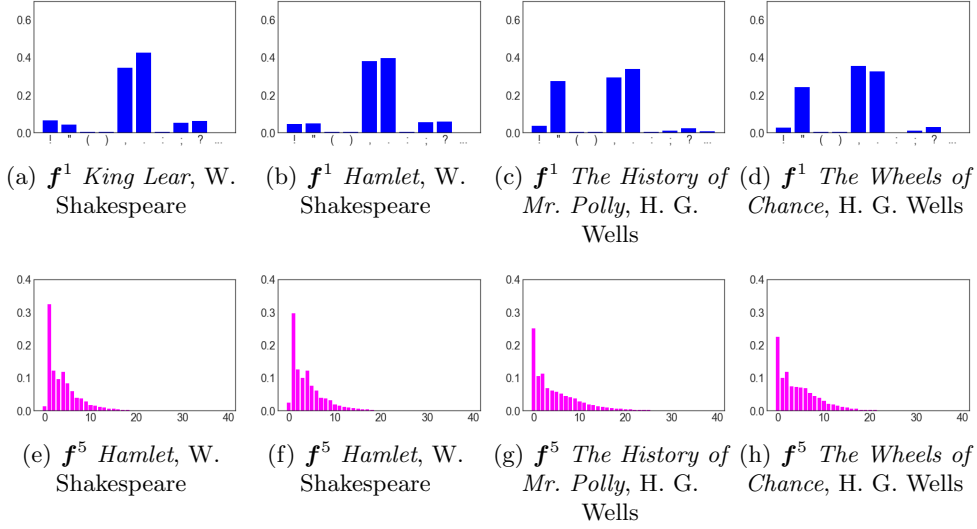 0.6 0.6 0.6 0.6
0.4 0.4 0.4 0.4
0.2 0.2 0.2 0.2
0.0 0.0 0.0 0.0
! " ( ) , . : ; ? ... ! " ( ) , . : ; ? ... ! " ( ) , . : ; ? ... ! " ( ) , . : ; ? ...
(a) f¹ King Lear, W. Shakespeare
(b) f¹ Hamlet, W. Shakespeare
(c) f¹ The History of Mr. Polly, H. G. Wells
(d) f¹ The Wheels of Chance, H. G. Wells
0.4 0.4 0.4 0.4
0.3 0.3 0.3 0.3
0.2 0.2 0.2 0.2
0.1 0.1 0.1 0.1
0.0 0.0 0.0 0.0
0 10 20 30 40 0 10 20 30 40 0 10 20 30 40 0 10 20 30 40
(e) f⁵ Hamlet, W. Shakespeare
(f) f⁵ Hamlet, W. Shakespeare
(g) f⁵ The History of Mr. Polly, H. G. Wells
(h) f⁵ The Wheels of Chance, H. G. Wells